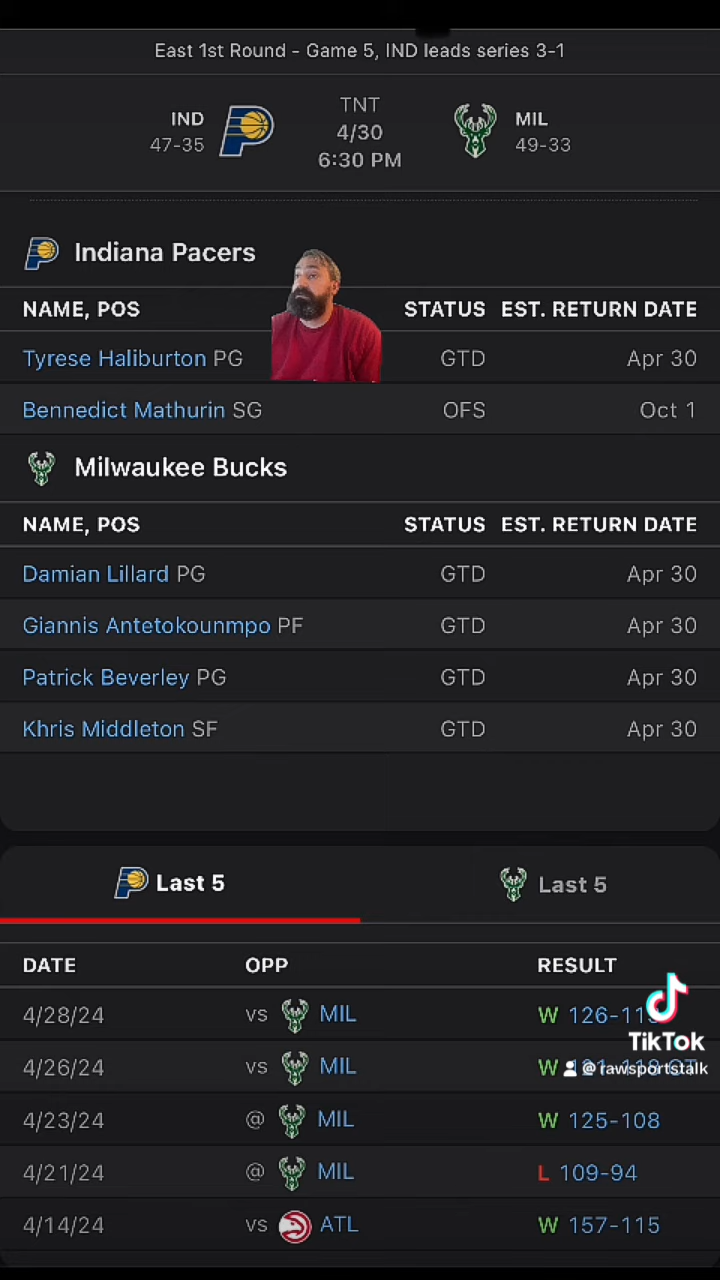 East 1st Round - Game 5, IND leads series 3-1
IND
47-35
TNT
4/30
6:30 PM
MIL
49-33
Indiana Pacers
NAME, POS STATUS EST. RETURN DATE
Tyrese Haliburton PG GTD Apr 30
Bennedict Mathurin SG OFS Oct 1
Milwaukee Bucks
NAME, POS STATUS EST. RETURN DATE
Damian Lillard PG GTD Apr 30
Giannis Antetokounmpo PF GTD Apr 30
Patrick Beverley PG GTD Apr 30
Khris Middleton SF GTD Apr 30
Last 5 Last 5
DATE OPP RESULT
4/28/24 vs MIL W
TikTok
4/26/24 vs MIL W
@rawsportstalk
4/23/24 @ MIL W 125-108
4/21/24 @ MIL L 109-94
4/14/24 vs ATL W 157-115